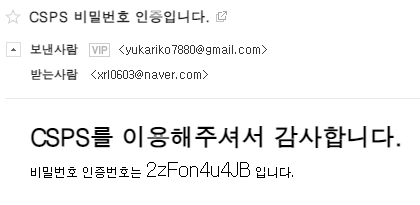 CSPS 비밀번호 인증입니다.
보낸사람 VIP <yukariko7880@gmail.com>
받는사람 <xrl0603@naver.com>
CSPS를 이용해주셔서 감사합니다.
비밀번호 인증번호는 2zFon4u4JB 입니다.